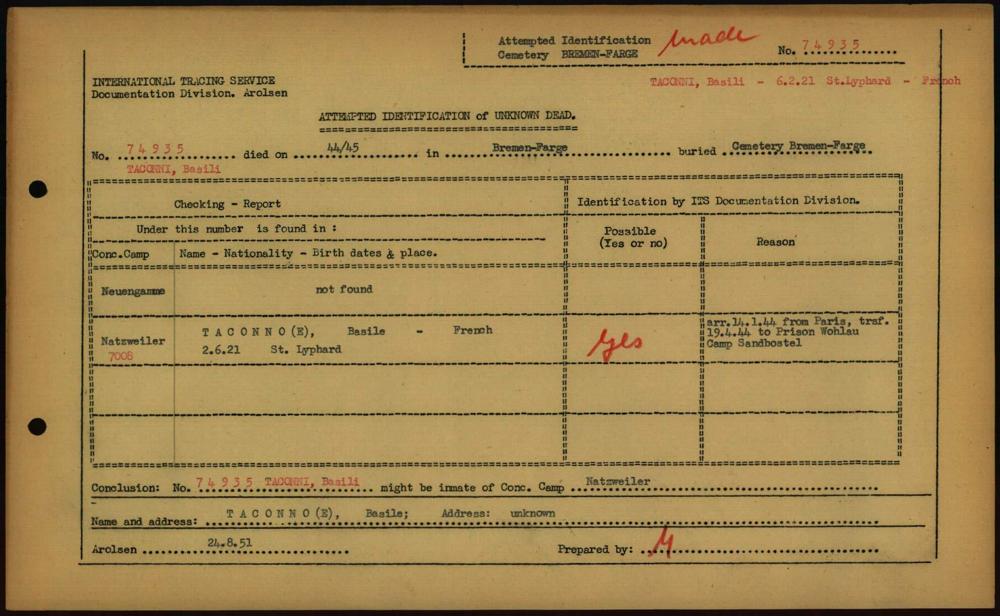 Attempted Identification made
Cemetery BREMEN-FARGE No. 74935
INTERNATIONAL TRACING SERVICE
Documentation Division. Arolsen
TACONNI, Basili - 6.2.21 St.Lyphard - French
ATTEMPTED IDENTIFICATION of UNKNOWN DEAD.
No. 74935 died on 44/45 in Bremen-Farge buried Cemetery Bremen-Farge
TACONNI, Basili
Checking - Report
Identification by ITS Documentation Division.
Under this number is found in :
Possible
(Yes or no)
Reason
Conc.Camp Name - Nationality - Birth dates & place.
Neuengamme not found
Natzweiler
7008
TACONNO(E), Basile - French
2.6.21 St. Lyphard
yes
arr.14.1.44 from Paris, trsf.
19.4.44 to Prison Wohlau
Camp Sandbostel
Conclusion: No. 74935 TACONNI, Basili might be inmate of Conc. Camp Natzweiler
Name and address: TACONNO(E), Basile; Address: unknown
Arolsen 24.8.51 Prepared by: